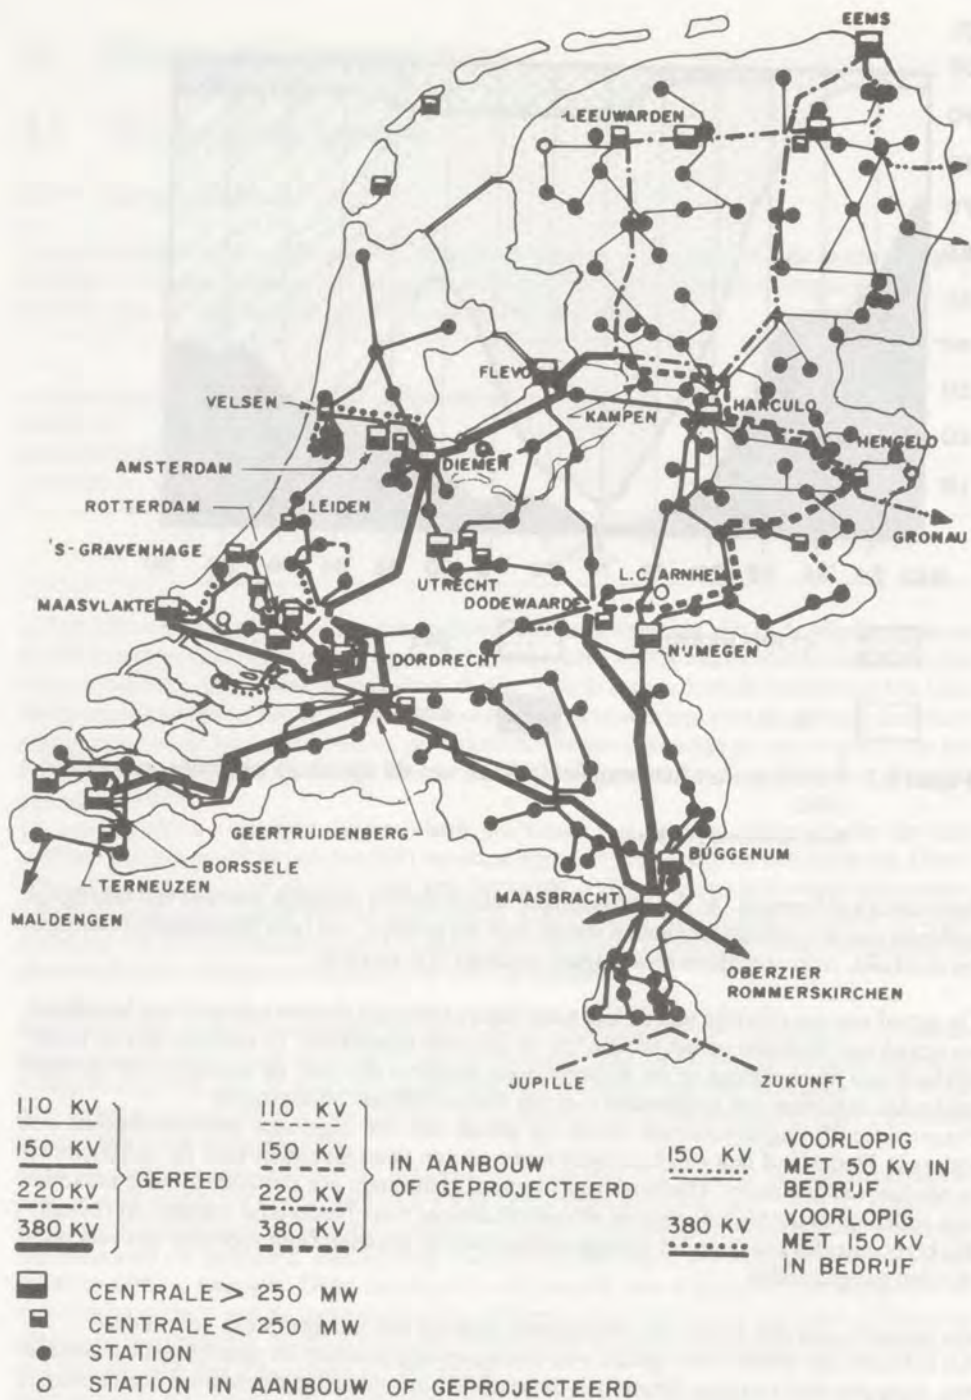 EEMS
LEEUWARDEN
FLEVO
VELSEN
KAMPEN
HARCULO
HENGELO
AMSTERDAM
DIEMEN
ROTTERDAM
LEIDEN
'S-GRAVENHAGE
GRONAU
UTRECHT
L.C. ARNHEM
MAASVLAKTE
DODEWAARD
NIJMEGEN
DORDRECHT
GEERTRUIDENBERG
BUGGENUM
BORSSELE
TERNEUZEN
MAASBRACHT
MALDENGEN
OBERZIER
ROMMERSKIRCHEN
JUPILLE
ZUKUNFT
110 KV
150 KV
220 KV
380 KV
GEREED
110 KV
150 KV
220 KV
380 KV
IN AANBOUW
OF GEPROJECTEERD
150 KV
VOORLOPIG
MET 50 KV IN
BEDRIJF
380 KV
VOORLOPIG
MET 150 KV
IN BEDRIJF
CENTRALE > 250 MW
CENTRALE < 250 MW
STATION
STATION IN AANBOUW OF GEPROJECTEERD